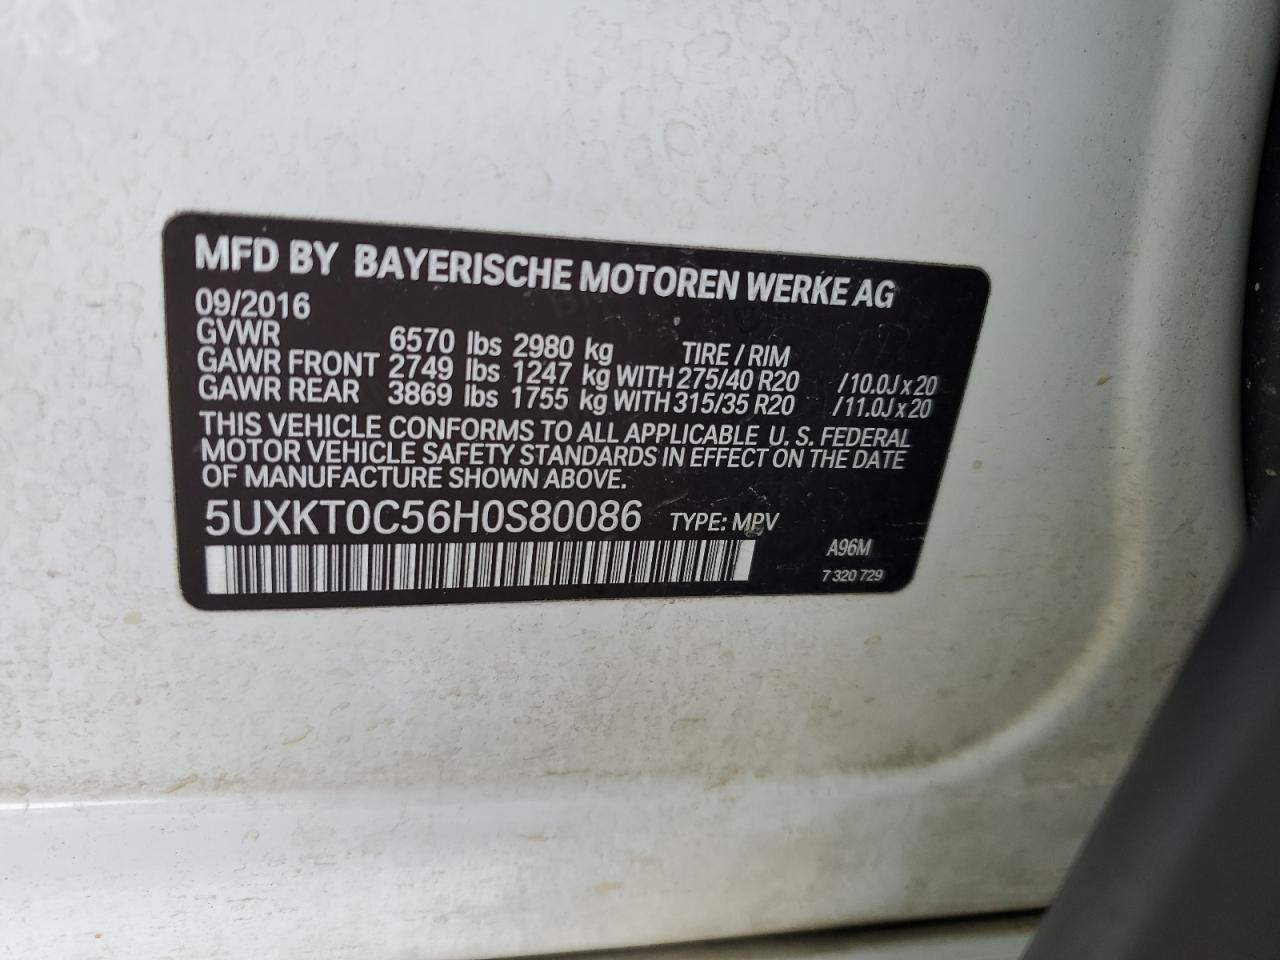 MFD BY BAYERISCHE MOTOREN WERKE AG
09/2016
GVWR 6570 lbs 2980 kg TIRE / RIM
GAWR FRONT 2749 lbs 1247 kg WITH 275/40 R20 / 10.0J x 20
GAWR REAR 3869 lbs 1755 kg WITH 315/35 R20 / 11.0J x 20
THIS VEHICLE CONFORMS TO ALL APPLICABLE U. S. FEDERAL
MOTOR VEHICLE SAFETY STANDARDS IN EFFECT ON THE DATE
OF MANUFACTURE SHOWN ABOVE.
5UXKT0C56H0S80086 TYPE: MPV
A96M
7 320 729